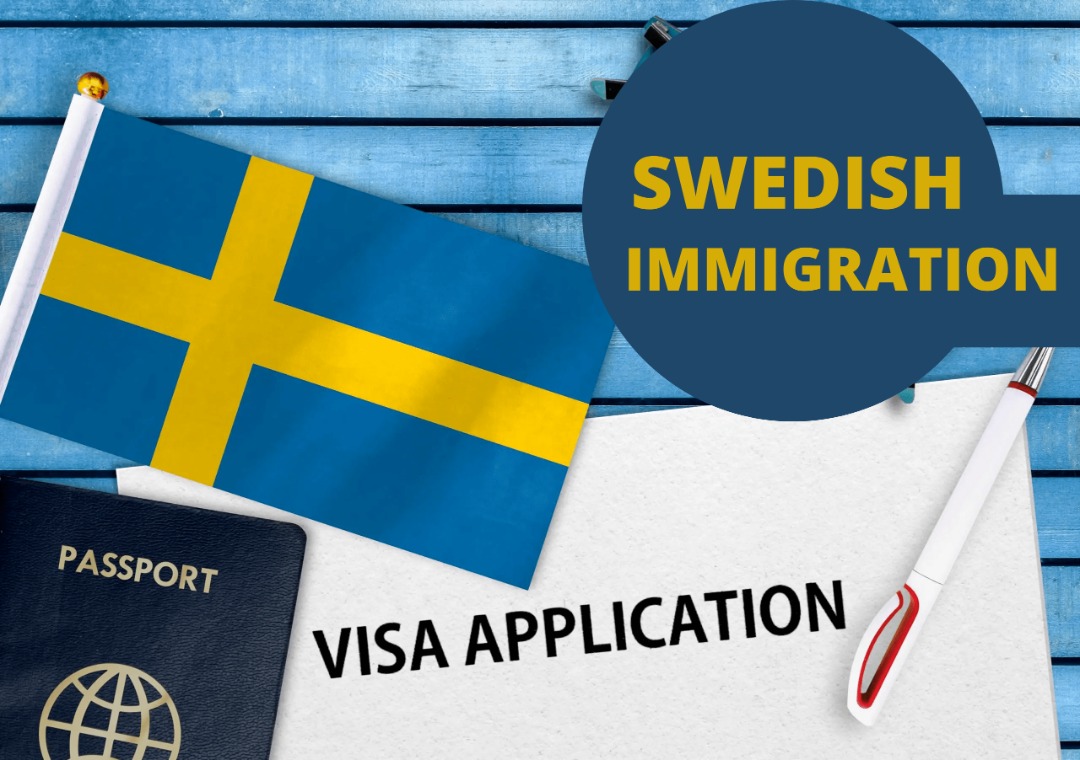 SWEDISH
IMMIGRATION
PASSPORT
VISA APPLICATION